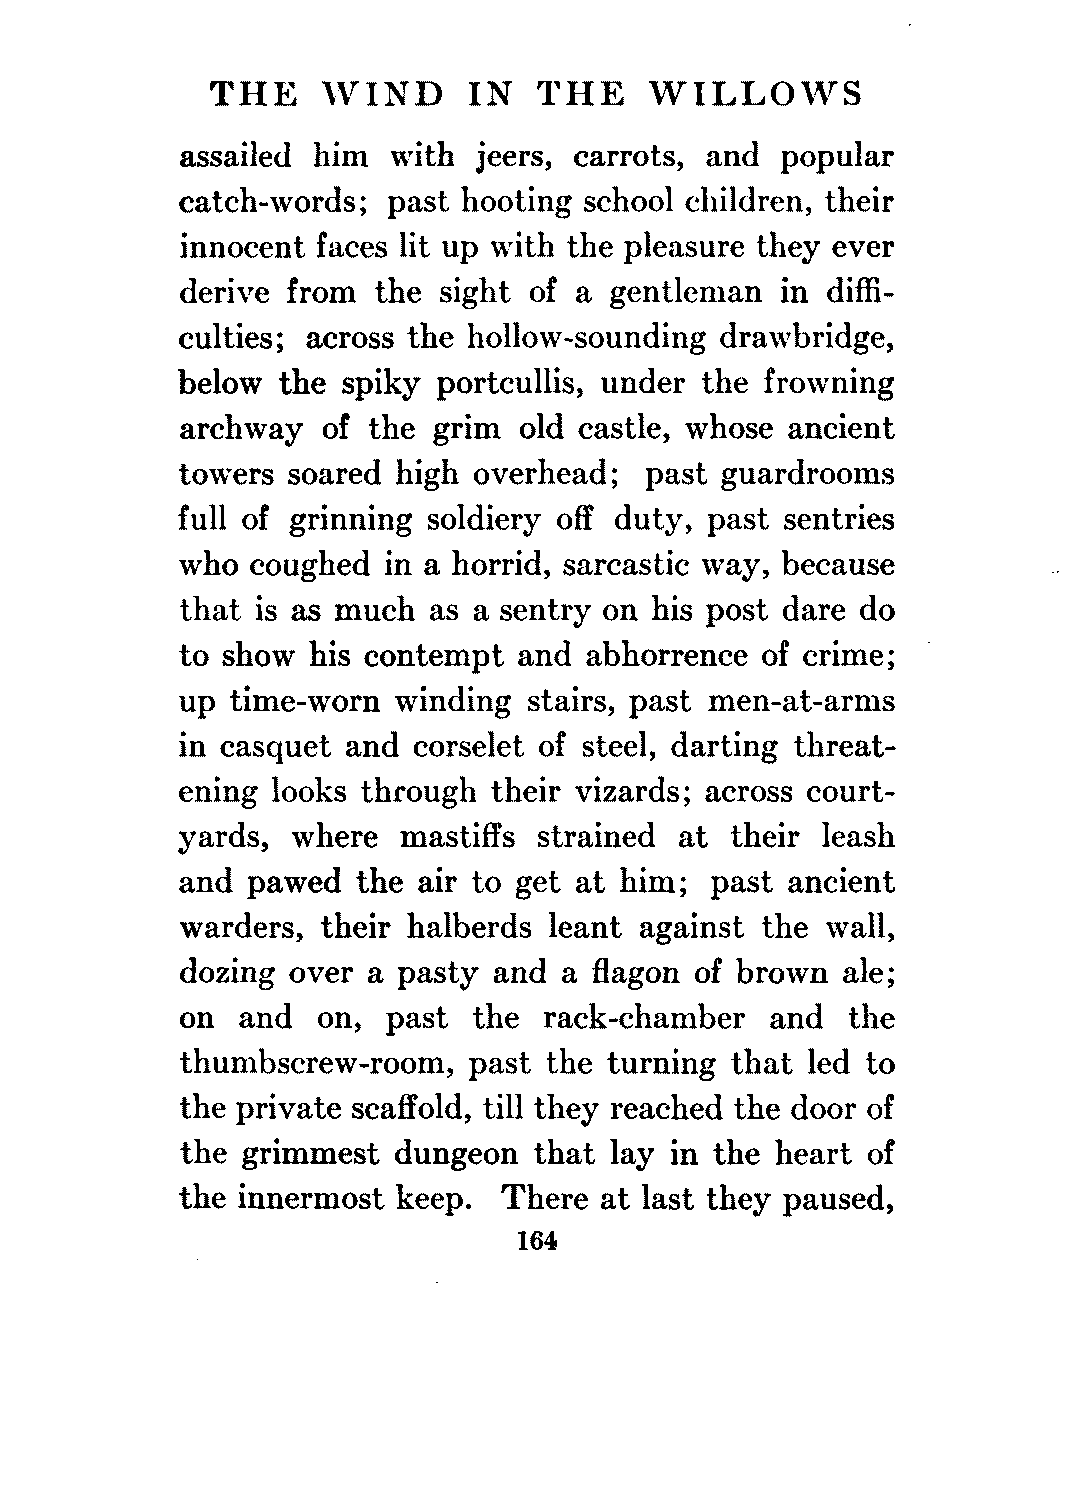 THE WIND IN THE WILLOWS
assailed him with jeers, carrots, and popular
catch-words; past hooting school children, their
innocent faces lit up with the pleasure they ever
derive from the sight of a gentleman in diffi-
culties; across the hollow-sounding drawbridge,
below the spiky portcullis, under the frowning
archway of the grim old castle, whose ancient
towers soared high overhead; past guardrooms
full of grinning soldiery off duty, past sentries
who coughed in a horrid, sarcastic way, because
that is as much as a sentry on his post dare do
to show his contempt and abhorrence of crime;
up time-worn winding stairs, past men-at-arms
in casquet and corselet of steel, darting threat-
ening looks through their vizards; across court-
yards, where mastiffs strained at their leash
and pawed the air to get at him; past ancient
warders, their halberds leant against the wall,
dozing over a pasty and a flagon of brown ale;
on and on, past the rack-chamber and the
thumbscrew-room, past the turning that led to
the private scaffold, till they reached the door of
the grimmest dungeon that lay in the heart of
the innermost keep. There at last they paused,
164